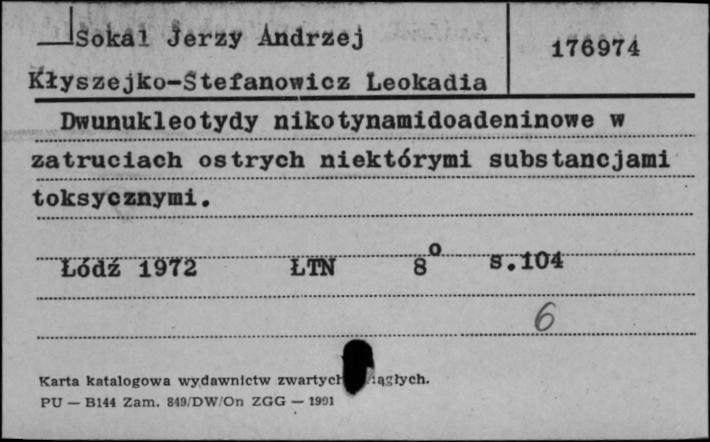 Sokal Jerzy Andrzej
176974
Kłyszejko-Stefanowicz Leokadia
Dwunukleotydy nikotynamidoadeninowe w
zatruciach ostrych niektórymi substancjami
toksycznymi.
Łódź 1972 ŁTN 8° s.104
6
Karta katalogowa wydawnictw zwartych
PU — B144 Zam. 849/DW/On ZGG — 1991